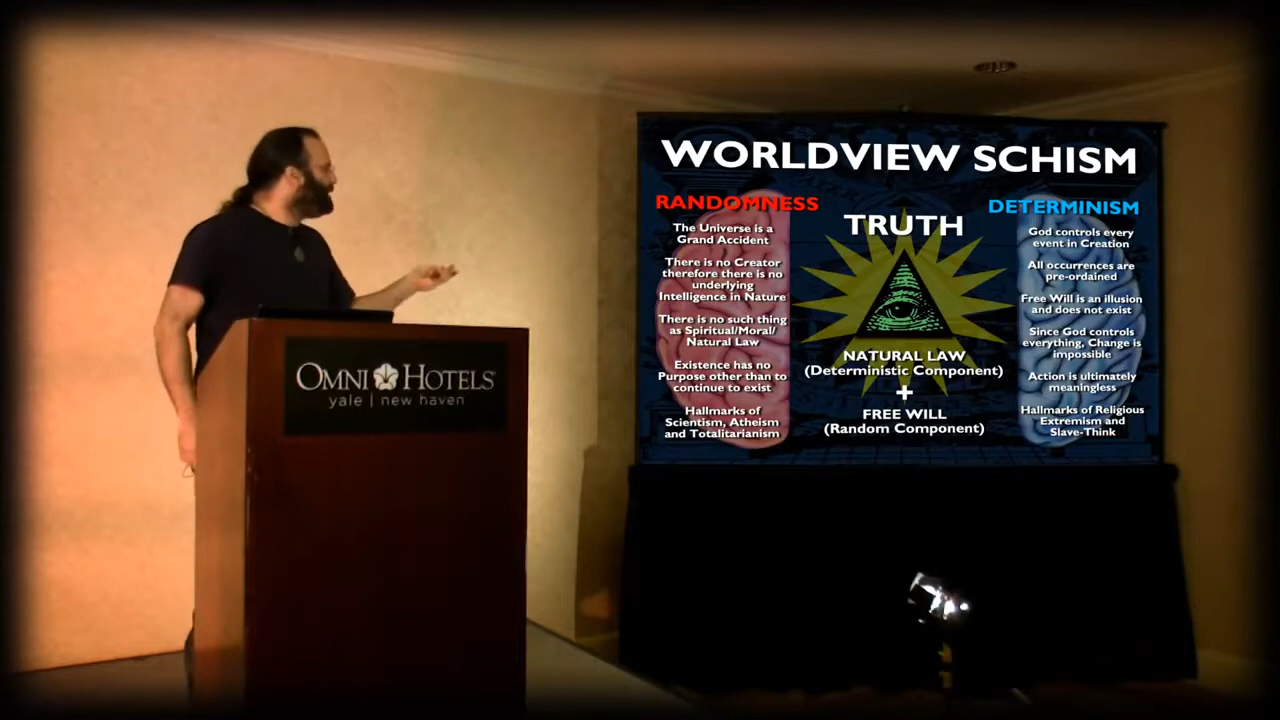 WORLDVIEW SCHISM
RANDOMNESS
The Universe is a
Grand Accident
There is no Creator
therefore there is no
underlying
Intelligence in Nature
There is no such thing
as Spiritual/Moral/
Natural Law
Existence has no
Purpose other than to
continue to exist
Hallmarks of
Scientism, Atheism
and Totalitarianism
TRUTH
NATURAL LAW
(Deterministic Component)
+
FREE WILL
(Random Component)
DETERMINISM
God controls every
event in Creation
All occurrences are
pre-ordained
Free Will is an illusion
and does not exist
Since God controls
everything, Change is
impossible
Action is ultimately
meaningless
Hallmarks of Religious
Extremism and
Slave-Think
OMNI HOTELS
yale | new haven